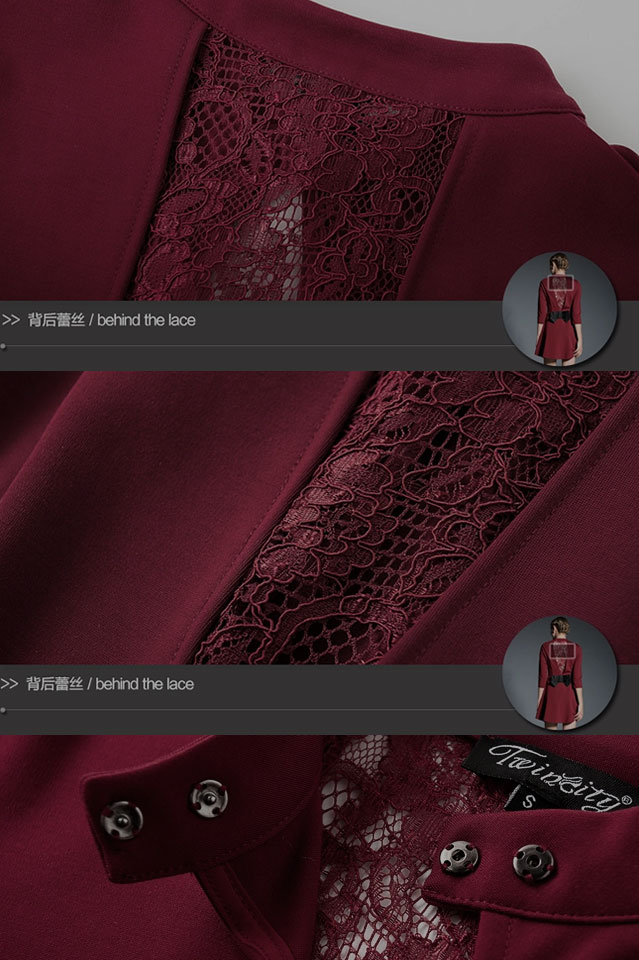 >> 背后蕾丝 / behind the lace
>> 背后蕾丝 / behind the lace
Twincity®
S